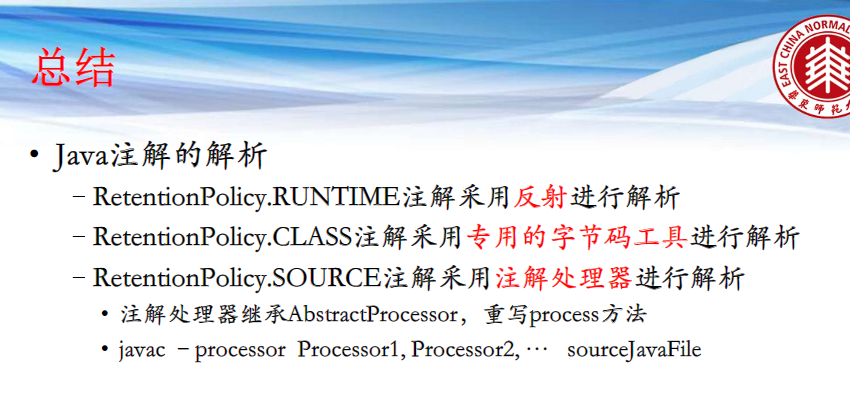 总结
EAST CHINA NORMAL
华东师范大
• Java注解的解析
– RetentionPolicy.RUNTIME注解采用反射进行解析
– RetentionPolicy.CLASS注解采用专用的字节码工具进行解析
– RetentionPolicy.SOURCE注解采用注解处理器进行解析
• 注解处理器继承AbstractProcessor，重写process方法
• javac –processor Processor1, Processor2, … sourceJavaFile